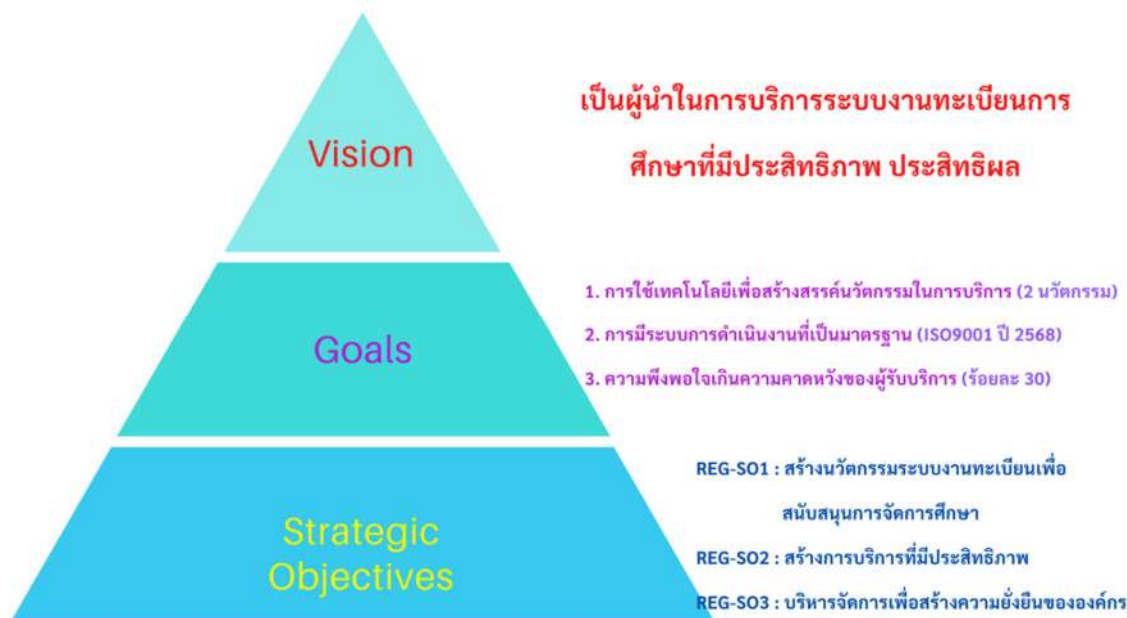 Vision
เป็นผู้นำในการบริการระบบงานทะเบียนการ
ศึกษาที่มีประสิทธิภาพ ประสิทธิผล
Goals
1. การใช้เทคโนโลยีเพื่อสร้างสรรค์นวัตกรรมในการบริการ (2 นวัตกรรม)
2. การมีระบบการดำเนินงานที่เป็นมาตรฐาน (ISO9001 ปี 2568)
3. ความพึงพอใจเกินความคาดหวังของผู้รับบริการ (ร้อยละ 30)
Strategic
Objectives
REG-SO1 : สร้างนวัตกรรมระบบงานทะเบียนเพื่อ
สนับสนุนการจัดการศึกษา
REG-SO2 : สร้างการบริการที่มีประสิทธิภาพ
REG-SO3 : บริหารจัดการเพื่อสร้างความยั่งยืนขององค์กร